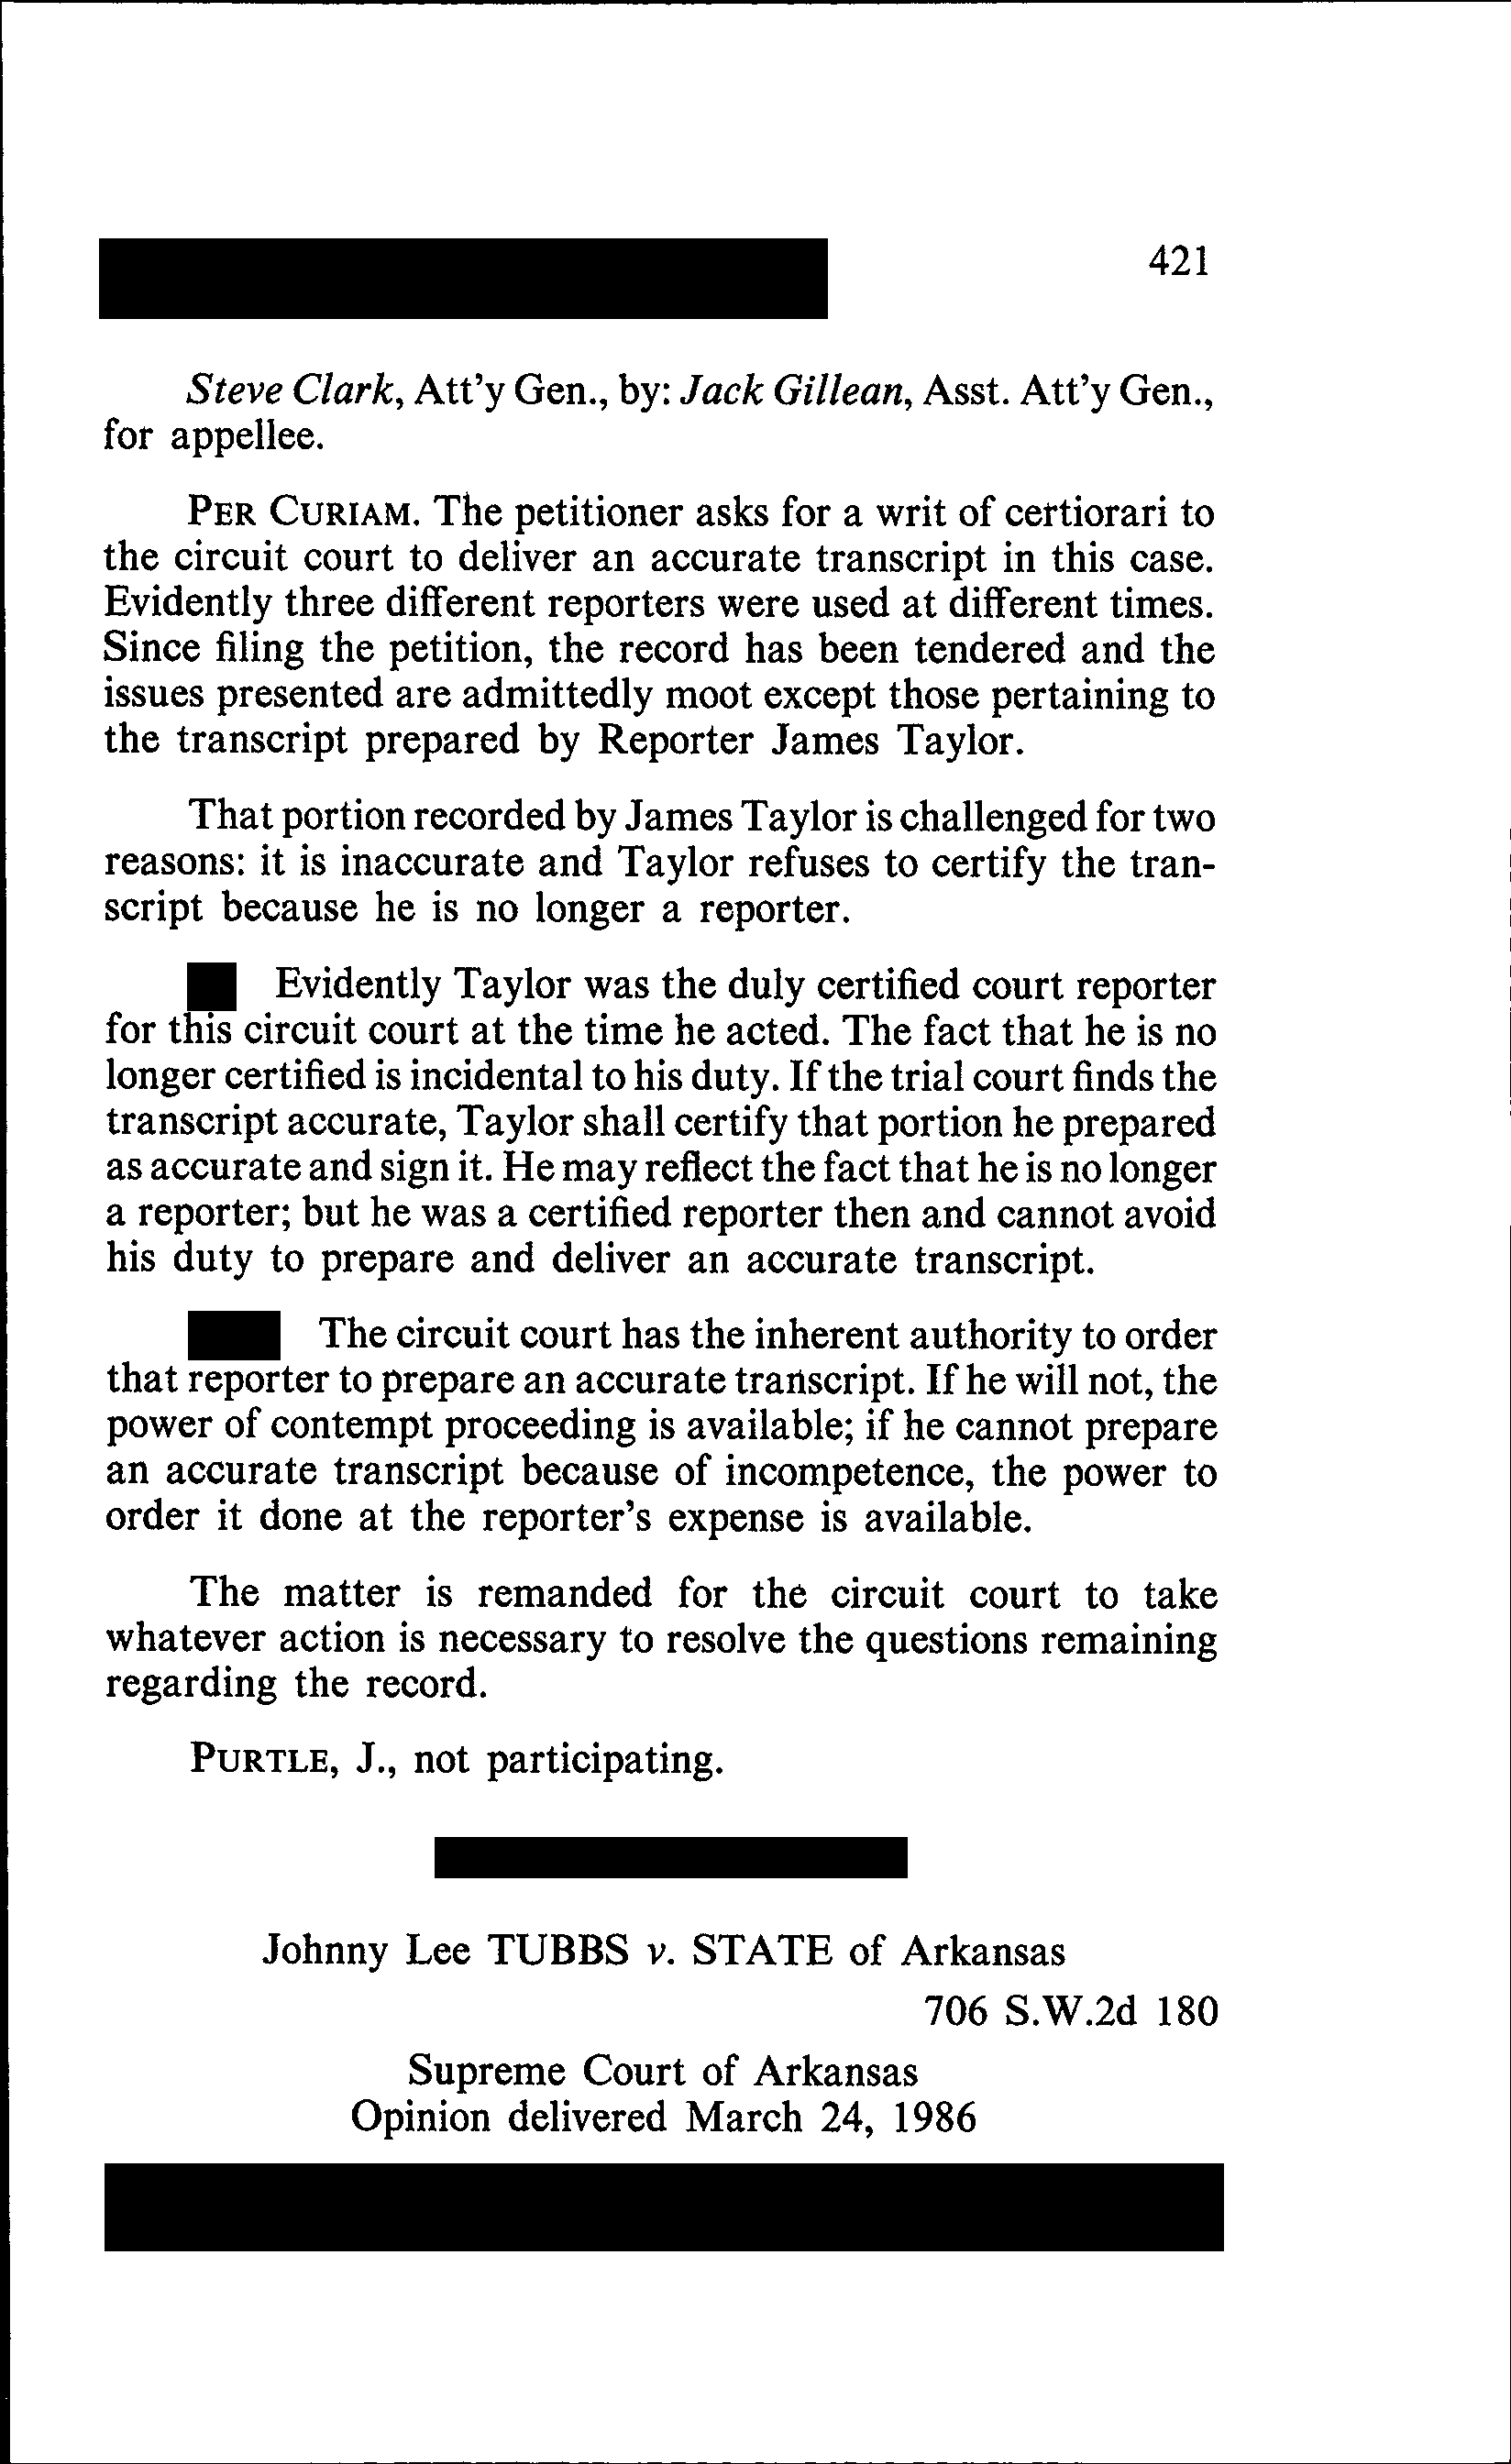 421
Steve Clark, Att'y Gen., by: Jack Gillean, Asst. Att'y Gen.,
for appellee.
PER CURIAM. The petitioner asks for a writ of certiorari to
the circuit court to deliver an accurate transcript in this case.
Evidently three different reporters were used at different times.
Since filing the petition, the record has been tendered and the
issues presented are admittedly moot except those pertaining to
the transcript prepared by Reporter James Taylor.
That portion recorded by James Taylor is challenged for two
reasons: it is inaccurate and Taylor refuses to certify the tran-
script because he is no longer a reporter.
Evidently Taylor was the duly certified court reporter
for this circuit court at the time he acted. The fact that he is no
longer certified is incidental to his duty. If the trial court finds the
transcript accurate, Taylor shall certify that portion he prepared
as accurate and sign it. He may reflect the fact that he is no longer
a reporter; but he was a certified reporter then and cannot avoid
his duty to prepare and deliver an accurate transcript.
The circuit court has the inherent authority to order
that reporter to prepare an accurate transcript. If he will not, the
power of contempt proceeding is available; if he cannot prepare
an accurate transcript because of incompetence, the power to
order it done at the reporter's expense is available.
The matter is remanded for the circuit court to take
whatever action is necessary to resolve the questions remaining
regarding the record.
PURTLE, J., not participating.
Johnny Lee TUBBS v. STATE of Arkansas
706 S.W.2d 180
Supreme Court of Arkansas
Opinion delivered March 24, 1986